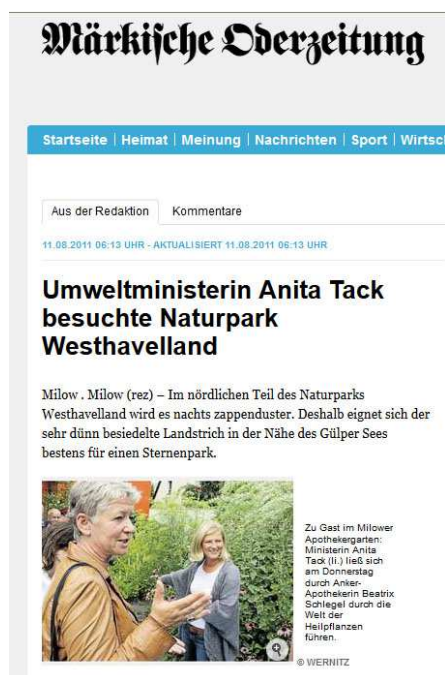 Märkische Oderzeitung
Startseite | Heimat | Meinung | Nachrichten | Sport | Wirtsc
Aus der Redaktion Kommentare
11.08.2011 06:13 UHR - AKTUALISIERT 11.08.2011 06:13 UHR
Umweltministerin Anita Tack
besuchte Naturpark
Westhavelland
Milow . Milow (rez) – Im nördlichen Teil des Naturparks
Westhavelland wird es nachts zappenduster. Deshalb eignet sich der
sehr dünn besiedelte Landstrich in der Nähe des Gülper Sees
bestens für einen Sternenpark.
Zu Gast im Milower
Apothekergarten:
Ministerin Anita
Tack (li.) ließ sich
am Donnerstag
durch Anker-
Apothekerin Beatrix
Schlegel durch die
Welt der
Heilpflanzen
führen.
© WERNITZ